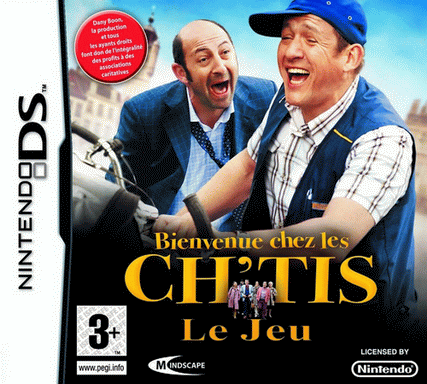 Dany Boon,
la production
et tous
les ayants droits
font don de l'intégralité
des profits à des
associations
caritatives
NINTENDO DS™
Bienvenue chez les
CH'TIS
Le Jeu
3+
www.pegi.info
MINDSCAPE
LICENSED BY
Nintendo